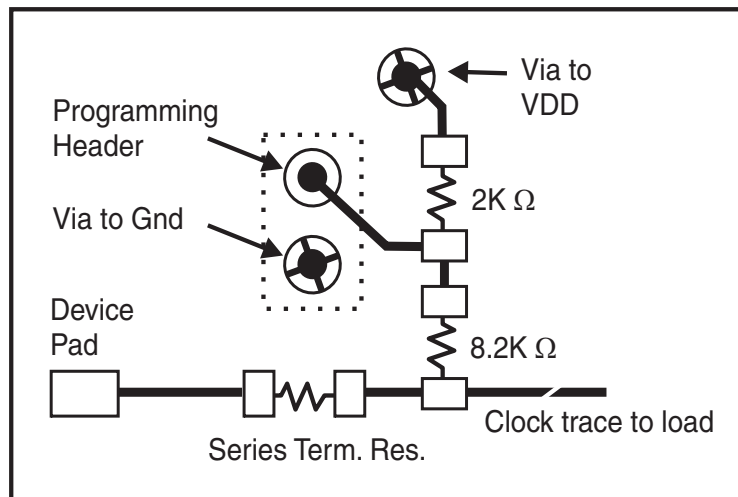 Via to
VDD
Programming
Header
2K Ω
Via to Gnd
Device
Pad
8.2K Ω
Clock trace to load
Series Term. Res.